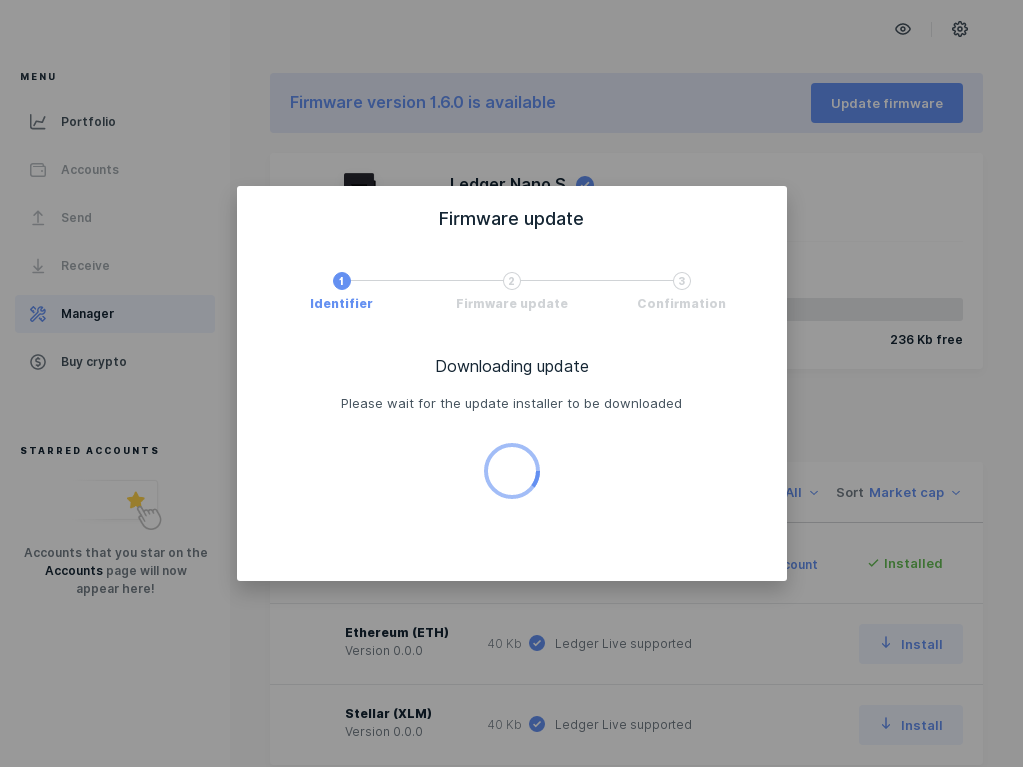 MENU
Portfolio
Accounts
Send
Receive
Manager
Buy crypto
STARRED ACCOUNTS
Accounts that you star on the
Accounts page will now
appear here!
Firmware version 1.6.0 is available
Update firmware
Ledger Nano S
236 Kb free
Firmware update
1
2
3
Identifier
Firmware update
Confirmation
Downloading update
Please wait for the update installer to be downloaded
All
Sort Market cap
Installed
Ethereum (ETH)
Version 0.0.0
40 Kb
Ledger Live supported
Install
Stellar (XLM)
Version 0.0.0
40 Kb
Ledger Live supported
Install